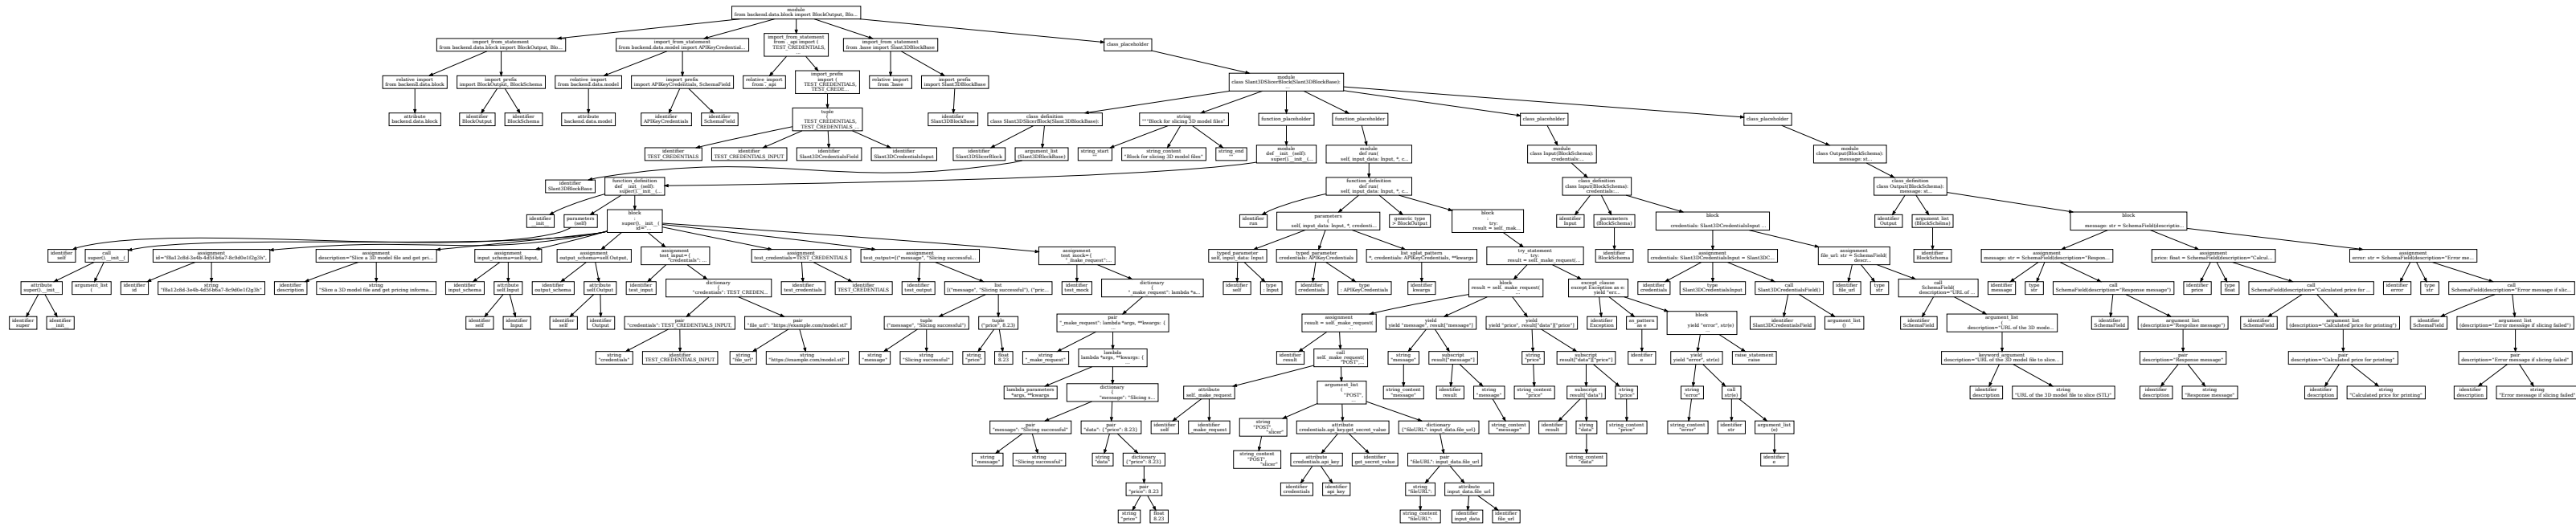 module
from backend.data.block import BlockOutput, Blo...
import_from_statement
from backend.data.block import BlockOutput, Blo...
import_from_statement
from backend.data.model import APIKeyCredential...
import_from_statement
from ._api import (
TEST_CREDENTIALS,
...
import_from_statement
from .base import Slant3DBlockBase
class_placeholder
relative_import
from backend.data.block
import_prefix
import BlockOutput, BlockSchema
relative_import
from backend.data.model
import_prefix
import APIKeyCredentials, SchemaField
relative_import
from ._api
import_prefix
import (
TEST_CREDENTIALS,
TEST_CREDE...
relative_import
from .base
import_prefix
import Slant3DBlockBase
module
class Slant3DSlicerBlock(Slant3DBlockBase):
...
attribute
backend.data.block
identifier
BlockOutput
identifier
BlockSchema
attribute
backend.data.model
identifier
APIKeyCredentials
identifier
SchemaField
tuple
(
TEST_CREDENTIALS,
TEST_CREDENTIALS_...
identifier
Slant3DBlockBase
class_definition
class Slant3DSlicerBlock(Slant3DBlockBase):
string
"""Block for slicing 3D model files"
function_placeholder
function_placeholder
class_placeholder
class_placeholder
identifier
TEST_CREDENTIALS
identifier
TEST_CREDENTIALS_INPUT
identifier
Slant3DCredentialsField
identifier
Slant3DCredentialsInput
identifier
Slant3DSlicerBlock
argument_list
(Slant3DBlockBase)
string_start
string_content
"Block for slicing 3D model files"
string_end
module
def __init__(self):
super().__init__(...
module
def run(
self, input_data: Input, *, c...
module
class Input(BlockSchema):
credentials:...
module
class Output(BlockSchema):
message: st...
identifier
Slant3DBlockBase
function_definition
def __init__(self):
super().__init__(...
function_definition
def run(
self, input_data: Input, *, c...
class_definition
class Input(BlockSchema):
credentials:...
class_definition
class Output(BlockSchema):
message: st...
identifier
__init__
parameters
(self)
block
:
super().__init__(
identifier
run
parameters
(
self, input_data: Input, *, credenti...
generic_type
> BlockOutput
block
:
try:
result = self._mak...
identifier
Input
parameters
(BlockSchema)
block
credentials: Slant3DCredentialsInput ...
identifier
Output
argument_list
(BlockSchema)
block
message: str = SchemaField(descriptio...
identifier
self
call
super().__init__(
assignment
assignment
description="Slice a 3D model file and get pri...
assignment
input_schema=self.Input,
assignment
output_schema=self.Output,
assignment
test_input={
"credentials":...
assignment
test_credentials=TEST_CREDENTIALS
assignment
test_output=[("message", "Slicing successful...
assignment
test_mock={
"_make_request":...
typed_parameter
self, input_data: Input
typed_parameter
credentials: APIKeyCredentials
list_splat_pattern
*, credentials: APIKeyCredentials, **kwargs
try_statement
try:
result = self._make_request(...
identifier
BlockSchema
assignment
credentials: Slant3DCredentialsInput = Slant3DC...
assignment
file_url: str = SchemaField(
descr...
identifier
BlockSchema
assignment
message: str = SchemaField(description="Respon...
assignment
price: float = SchemaField(description="Calcul...
assignment
error: str = SchemaField(description="Error me...
attribute
super().__init__
argument_list
(
identifier
id
string
identifier
description
string
"Slice a 3D model file and get pricing informa...
identifier
input_schema
attribute
self.Input
identifier
output_schema
attribute
self.Output
identifier
test_input
dictionary
{
"credentials": TEST_CREDEN...
identifier
test_credentials
identifier
TEST_CREDENTIALS
identifier
test_output
list
[("message", "Slicing successful"), ("pric...
identifier
test_mock
dictionary
{
"_make_request": lambda *a...
identifier
self
type
: Input
identifier
credentials
type
: APIKeyCredentials
identifier
kwargs
block
result = self._make_request(
...
except_clause
except Exception as e:
yield "err...
identifier
credentials
type
Slant3DCredentialsInput
call
Slant3DCredentialsField()
identifier
file_url
type
str
call
SchemaField(
description="URL of ...
identifier
message
type
str
call
SchemaField(description="Response message")
identifier
price
type
float
call
SchemaField(description="Calculated price for ...
identifier
error
type
str
call
SchemaField(description="Error message if slic...
identifier
super
identifier
__init__
identifier
self
identifier
Input
identifier
self
identifier
Output
pair
"credentials": TEST_CREDENTIALS_INPUT,
pair
"file_url": "https://example.com/model.stl"
tuple
("message", "Slicing successful")
tuple
("price", 8.23)
pair
"_make_request": lambda *args, **kwargs: {
...
assignment
result = self._make_request(
...
yield
yield "message", result["message"]
yield
yield "price", result["data"]["price"]
identifier
Exception
as_pattern
as e
block
yield "error", str(e)
...
identifier
Slant3DCredentialsField
argument_list
()
identifier
SchemaField
argument_list
(
description="URL of the 3D mode...
identifier
SchemaField
argument_list
(description="Response message")
identifier
SchemaField
argument_list
(description="Calculated price for printing")
identifier
SchemaField
argument_list
(description="Error message if slicing failed")
string
"credentials"
identifier
TEST_CREDENTIALS_INPUT
string
"file_url"
string
"https://example.com/model.stl"
string
"message"
string
"Slicing successful"
string
"price"
float
8.23
string
"_make_request"
lambda
lambda *args, **kwargs: {
...
identifier
result
call
self._make_request(
"POST",...
string
"message"
subscript
result["message"]
string
"price"
subscript
result["data"]["price"]
identifier
e
yield
yield "error", str(e)
raise_statement
raise
keyword_argument
description="URL of the 3D model file to slice...
pair
description="Response message"
pair
description="Calculated price for printing"
pair
description="Error message if slicing failed"
lambda_parameters
*args, **kwargs
dictionary
{
"message": "Slicing s...
attribute
self._make_request
argument_list
(
"POST",
...
string_content
"message"
identifier
result
string
"message"
string_content
"price"
subscript
result["data"]
string
"price"
string
"error"
call
str(e)
identifier
description
string
"URL of the 3D model file to slice (STL)"
identifier
description
string
"Response message"
identifier
description
string
"Calculated price for printing"
identifier
description
string
"Error message if slicing failed"
pair
"message": "Slicing successful"
pair
"data": {"price": 8.23}
identifier
self
identifier
_make_request
string
"POST",
"slicer"
attribute
credentials.api_key.get_secret_value
dictionary
{"fileURL": input_data.file_url}
string_content
"message"
identifier
result
string
"data"
string_content
"price"
string_content
"error"
identifier
str
argument_list
(e)
string
"message"
string
"Slicing successful"
string
"data"
dictionary
{"price": 8.23}
string_content
"POST",
"slicer"
attribute
credentials.api_key
identifier
get_secret_value
pair
"fileURL": input_data.file_url
string_content
"data"
identifier
e
pair
"price": 8.23
identifier
credentials
identifier
api_key
string
"fileURL":
attribute
input_data.file_url
string
"price"
float
8.23
string_content
"fileURL":
identifier
input_data
identifier
file_url